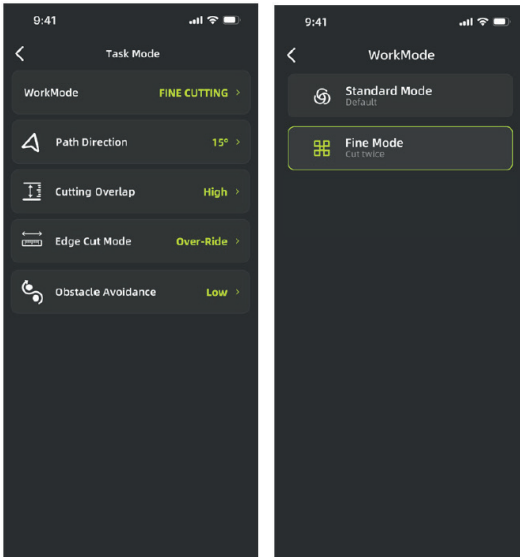 9:41
Task Mode
WorkMode FINE CUTTING >
Path Direction 15° >
Cutting Overlap High >
Edge Cut Mode Over-Ride >
Obstacle Avoidance Low >
9:41
WorkMode
Standard Mode
Default
Fine Mode
Cut twice